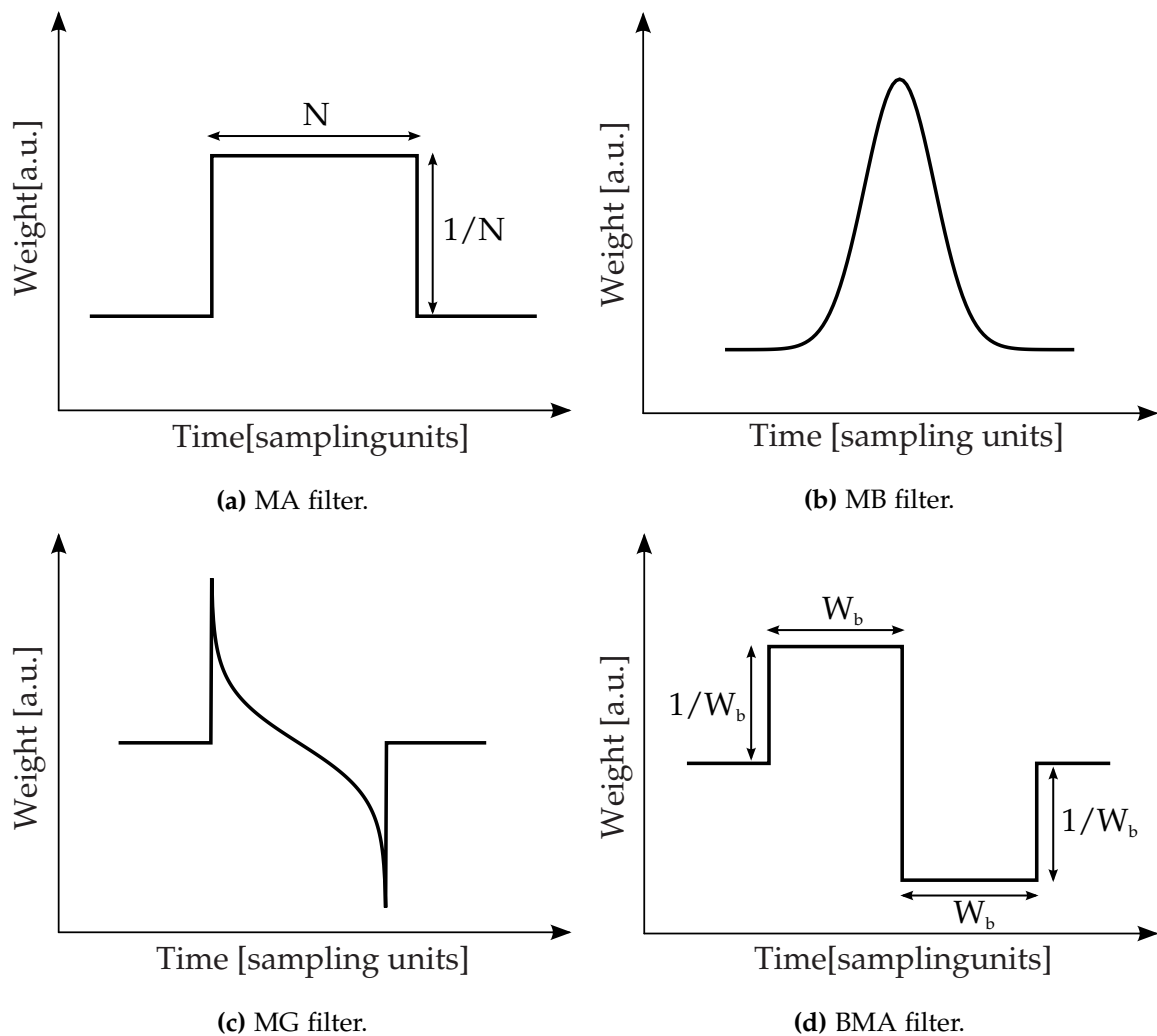 Weight[a.u.]
N
1/N
Time[samplingunits]
(a) MA filter.
Weight [a.u.]
Time [sampling units]
(b) MB filter.
Weight [a.u.]
Time [sampling units]
(c) MG filter.
Weight [a.u.]
W_b
1/W_b
1/W_b
W_b
Time[samplingunits]
(d) BMA filter.